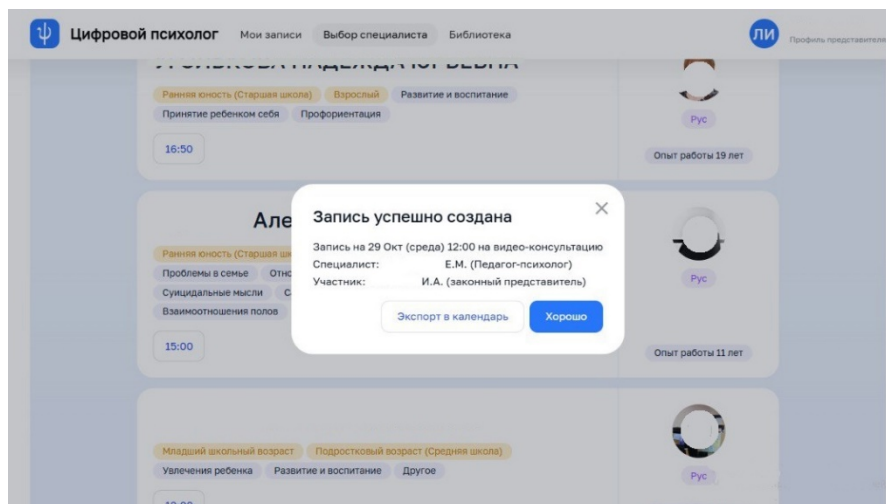 Цифровой психолог Мои записи Выбор специалиста Библиотека ЛИ Профиль представителя
Ранняя юность (Старшая школа) Взрослый Развитие и воспитание
Принятие ребенком себя Профориентация
Рус
16:50
Опыт работы 19 лет
Але
Ранняя юность (Старшая
Проблемы в семье
Суицидальные мысли
Взаимоотношения полов
Рус
15:00
Опыт работы 11 лет
Запись успешно создана
Запись на 29 Окт (среда) 12:00 на видео-консультацию
Специалист: Е.М. (Педагог-психолог)
Участник: И.А. (законный представитель)
Экспорт в календарь Хорошо
Младший школьный возраст Подростковый возраст (Средняя школа)
Увлечения ребенка Развитие и воспитание Другое
Рус